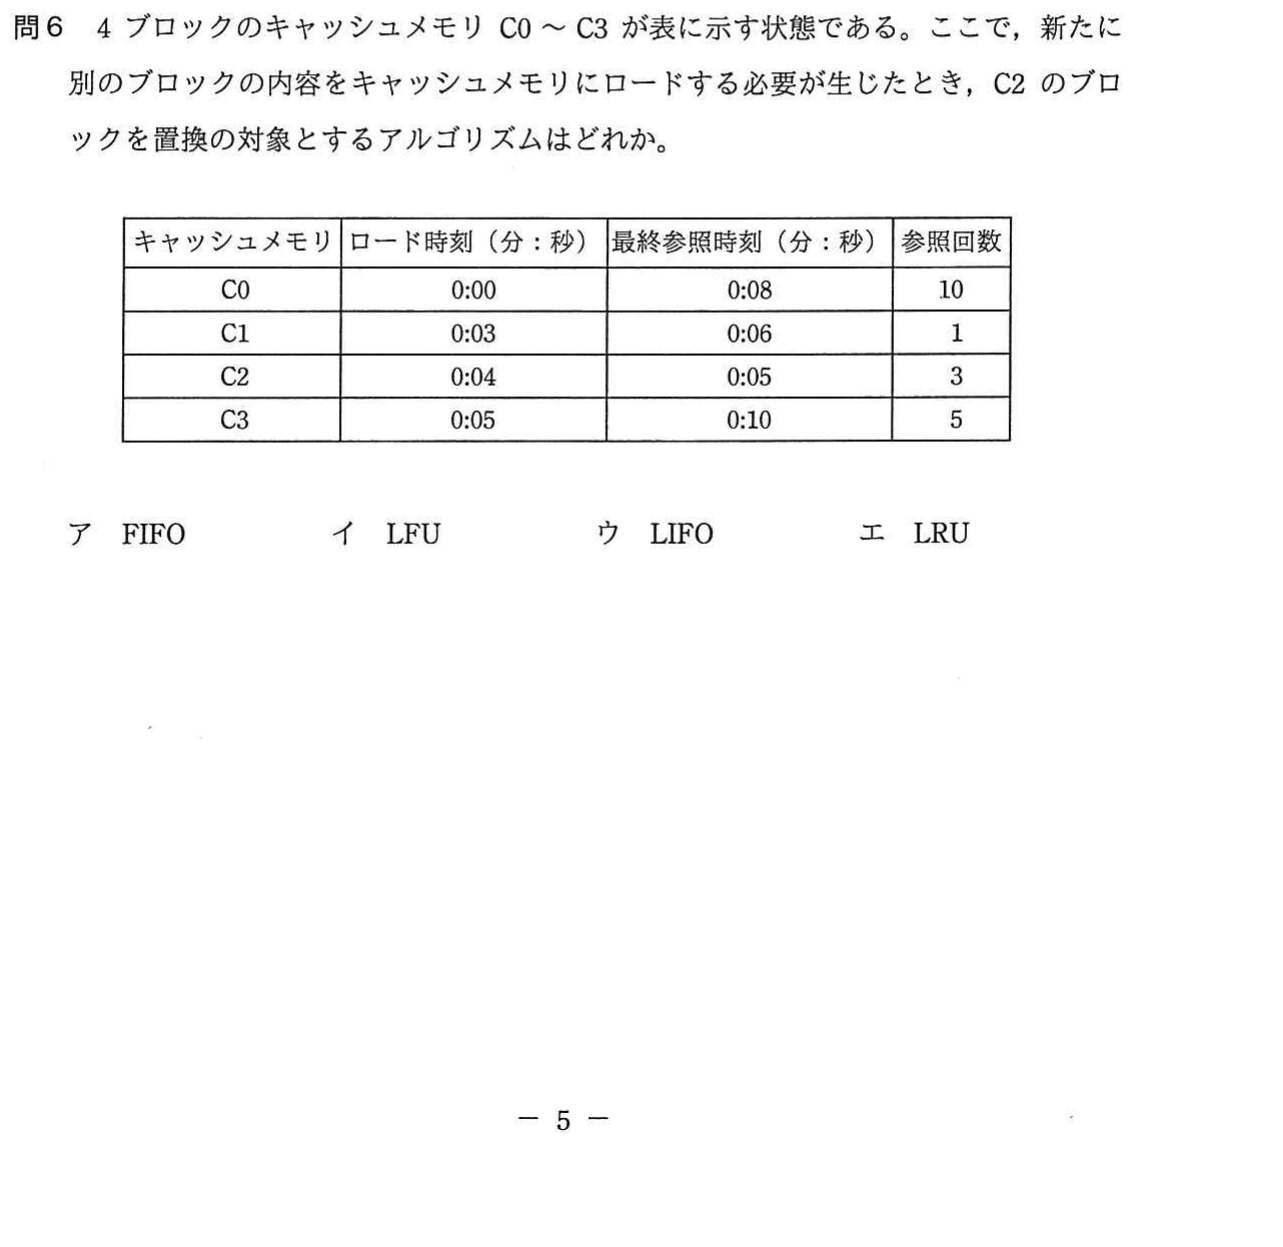 問6 4 ブロックのキャッシュメモリ C0 ～ C3 が表に示す状態である。ここで，新たに
別のブロックの内容をキャッシュメモリにロードする必要が生じたとき，C2 のブロ
ックを置換の対象とするアルゴリズムはどれか。
キャッシュメモリ ロード時刻（分：秒） 最終参照時刻（分：秒） 参照回数
C0 0:00 0:08 10
C1 0:03 0:06 1
C2 0:04 0:05 3
C3 0:05 0:10 5
ア FIFO イ LFU ウ LIFO エ LRU
－ 5 －